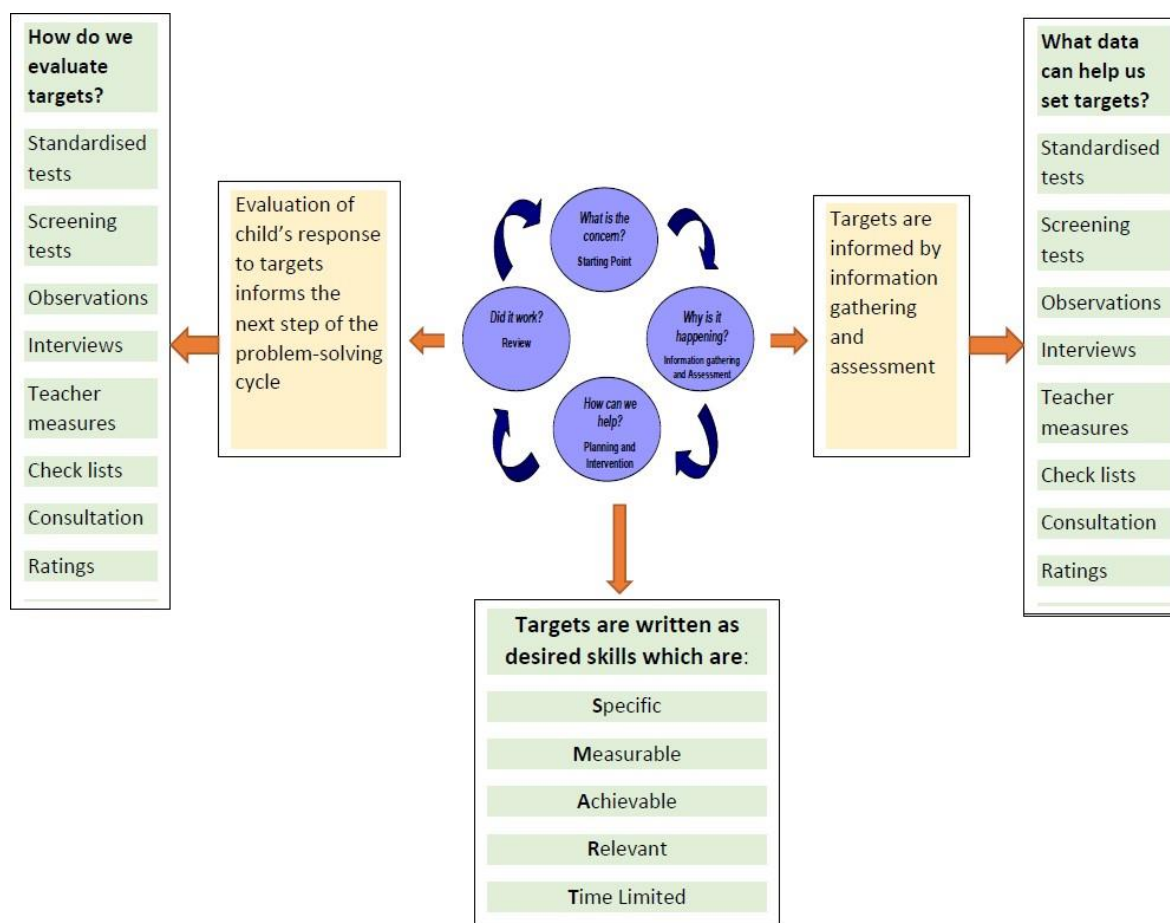 How do we
evaluate
targets?
Standardised
tests
Screening
tests
Observations
Interviews
Teacher
measures
Check lists
Consultation
Ratings
Evaluation of
child's response
to targets
informs the
next step of the
problem-solving
cycle
What is the
concern?
Starting Point
Did it work?
Review
Why is it
happening?
Information gathering
and Assessment
How can we
help?
Planning and
Intervention
Targets are
informed by
information
gathering
and
assessment
What data
can help us
set targets?
Standardised
tests
Screening
tests
Observations
Interviews
Teacher
measures
Check lists
Consultation
Ratings
Targets are written as
desired skills which are:
Specific
Measurable
Achievable
Relevant
Time Limited